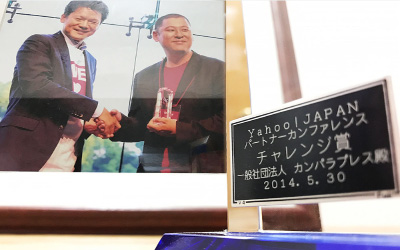 Yahoo! JAPAN
パートナーカンファレンス
チャレンジ賞
一般社団法人 カンパラプレス殿
2014.5.30